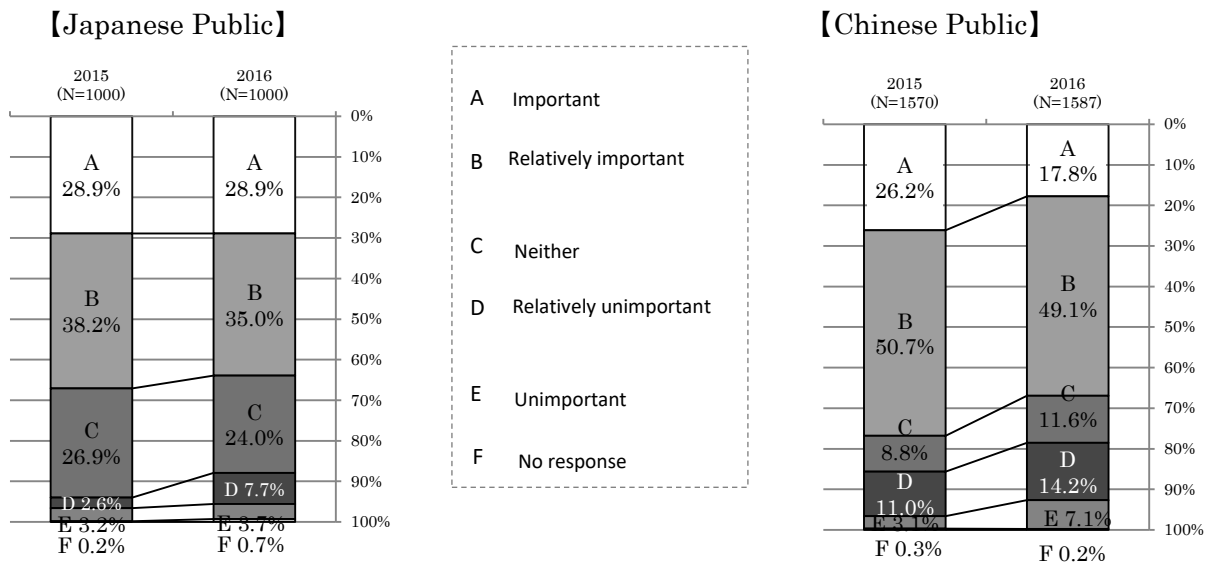 【Japanese Public】
2015
(N=1000)
2016
(N=1000)
A
28.9%
B
38.2%
C
26.9%
D 2.6%
E 3.2%
F 0.2%
A
28.9%
B
35.0%
C
24.0%
D 7.7%
E 3.7%
F 0.7%
0%
10%
20%
30%
40%
50%
60%
70%
80%
90%
100%
A Important
B Relatively important
C Neither
D Relatively unimportant
E Unimportant
F No response
【Chinese Public】
2015
(N=1570)
2016
(N=1587)
A
26.2%
B
50.7%
C
8.8%
D
11.0%
E 3.1%
F 0.3%
A
17.8%
B
49.1%
C
11.6%
D
14.2%
E 7.1%
F 0.2%
0%
10%
20%
30%
40%
50%
60%
70%
80%
90%
100%